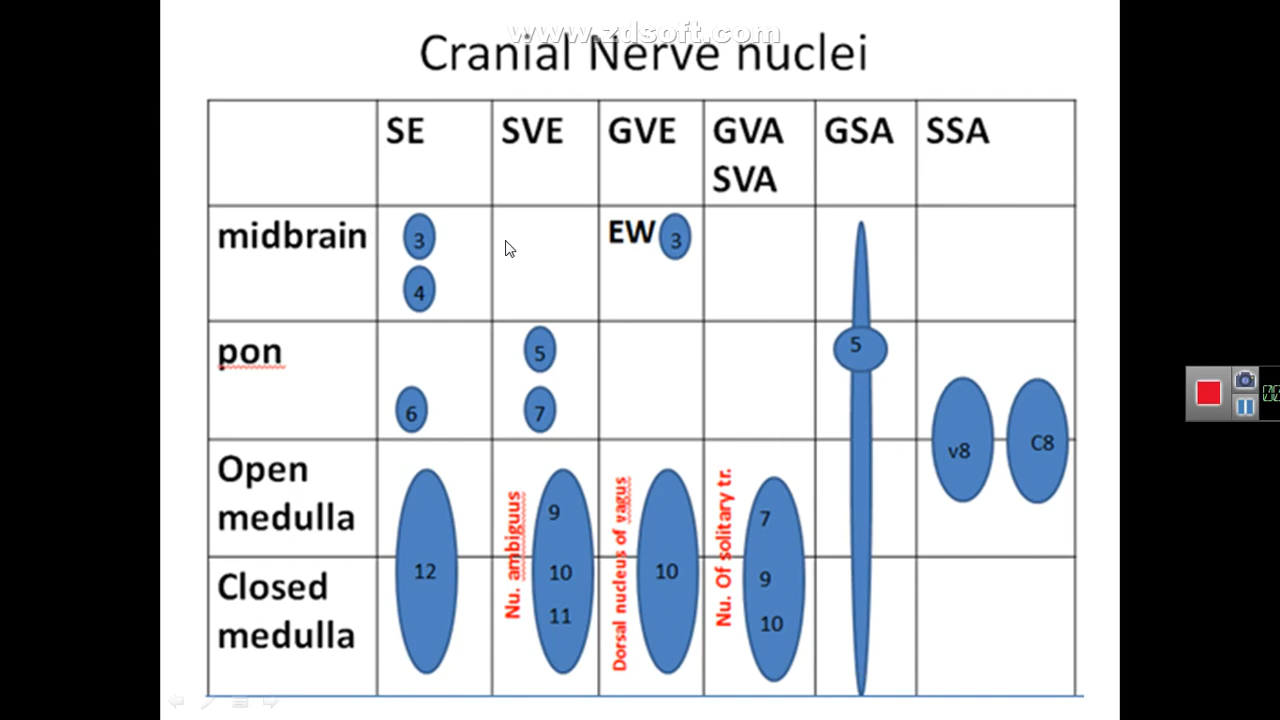 www.zdsoft.com
Cranial Nerve nuclei
SE
SVE
GVE
GVA
SVA
GSA
SSA
midbrain
3
4
EW
3
pon
6
5
7
5
v8
C8
Open
medulla
Closed
medulla
12
Nu. ambiguus
9
10
11
Dorsal nucleus of vagus
10
Nu. Of solitary tr.
7
9
10